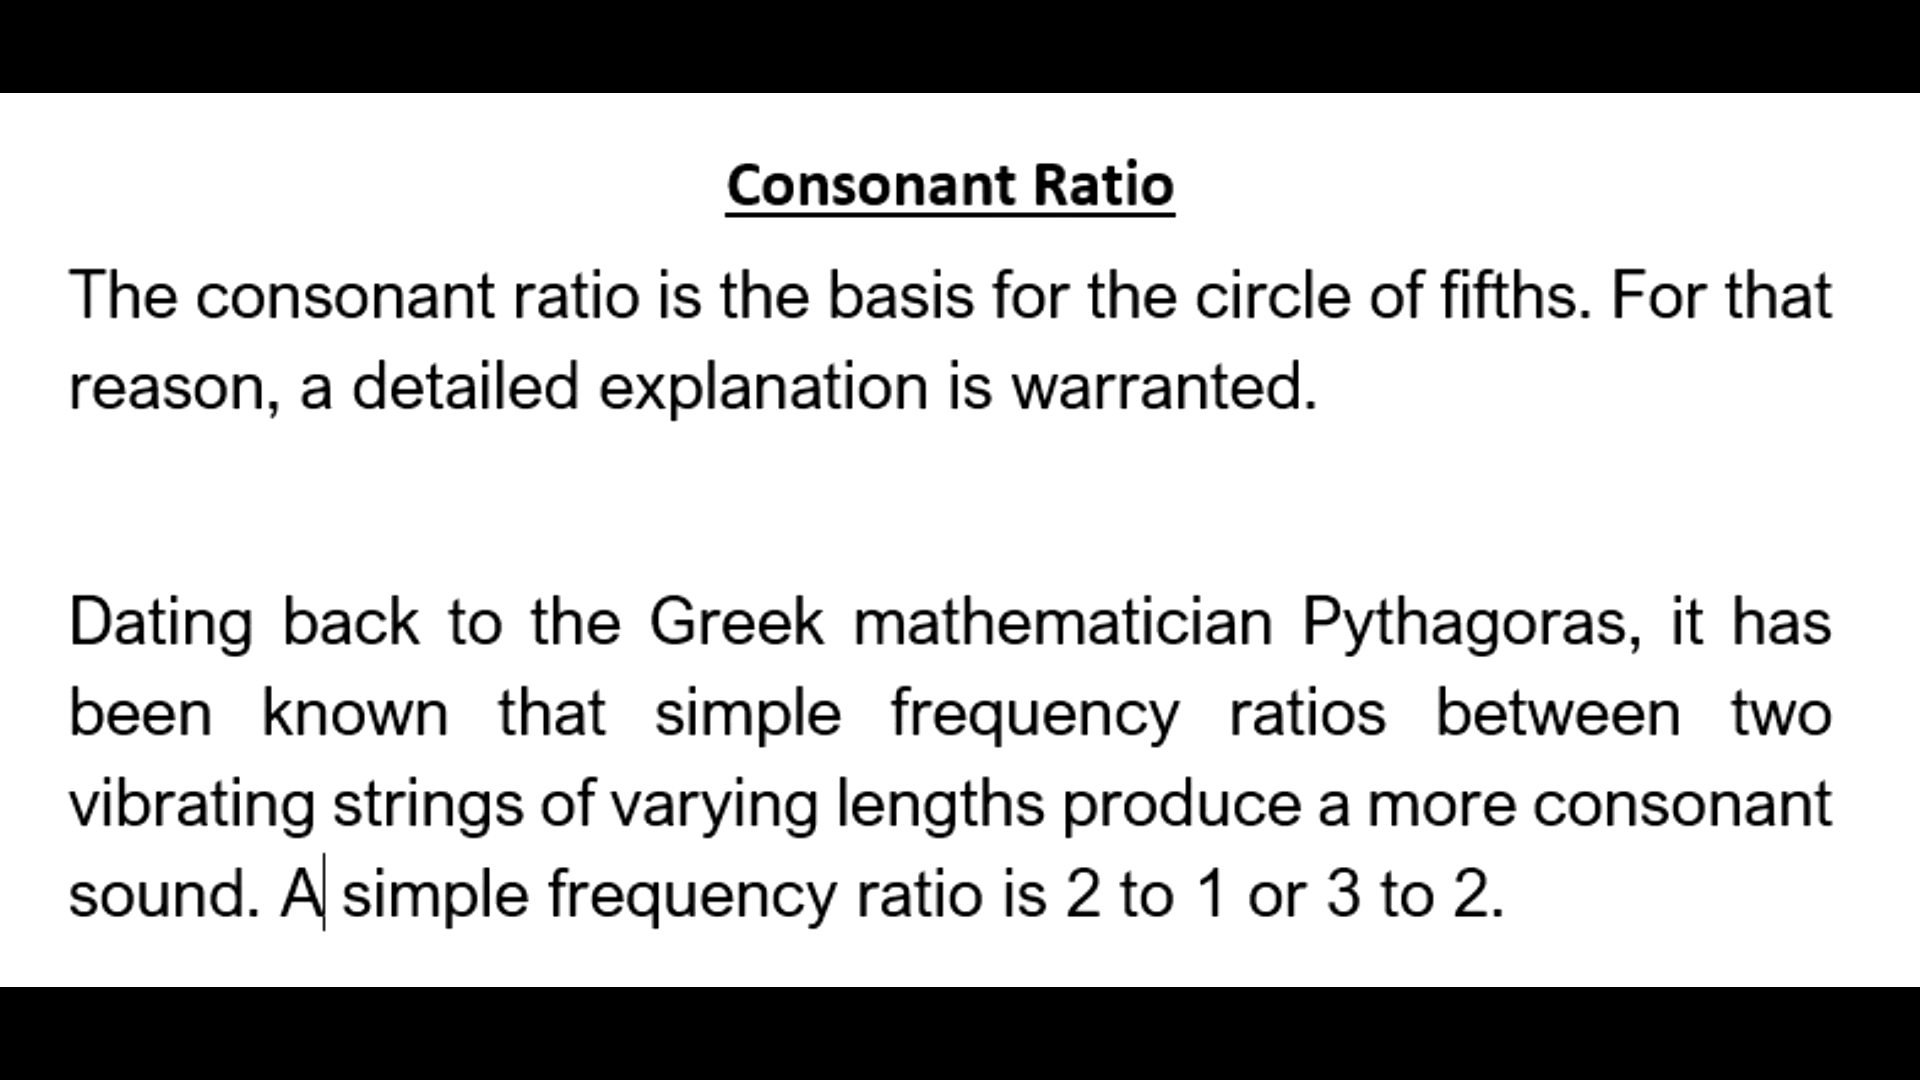 Consonant Ratio
The consonant ratio is the basis for the circle of fifths. For that
reason, a detailed explanation is warranted.
Dating back to the Greek mathematician Pythagoras, it has
been known that simple frequency ratios between two
vibrating strings of varying lengths produce a more consonant
sound. A simple frequency ratio is 2 to 1 or 3 to 2.